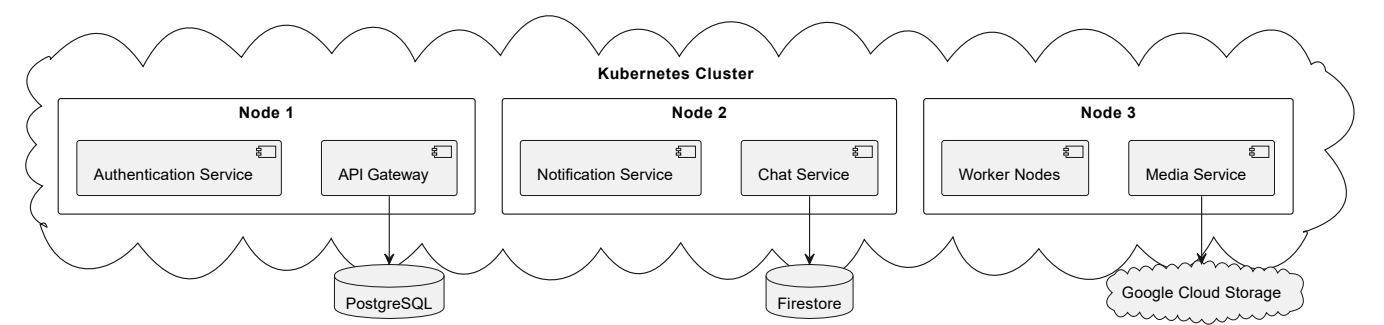 Kubernetes Cluster
Node 1
Node 2
Node 3
Authentication Service
API Gateway
Notification Service
Chat Service
Worker Nodes
Media Service
PostgreSQL
Firestore
Google Cloud Storage